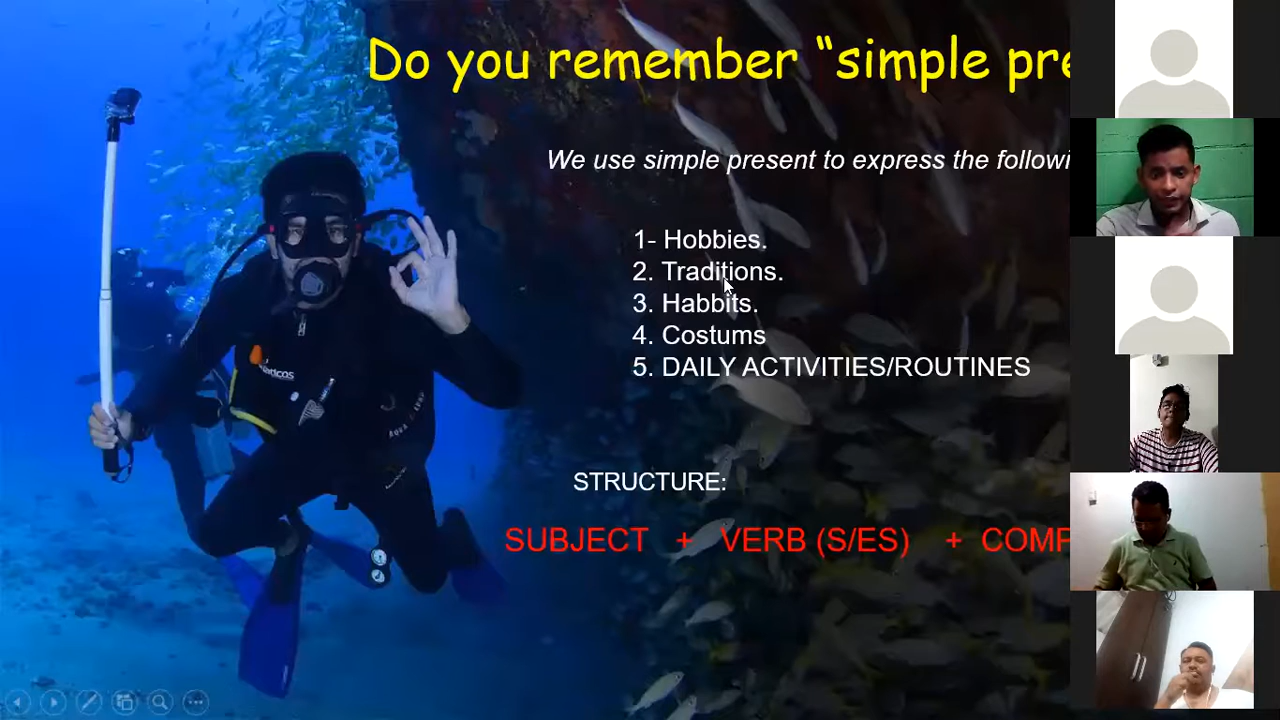 Do you remember “simple pre
We use simple present to express the followi
1- Hobbies.
2. Traditions.
3. Habbits.
4. Costums
5. DAILY ACTIVITIES/ROUTINES
STRUCTURE:
SUBJECT + VERB (S/ES) + COMP